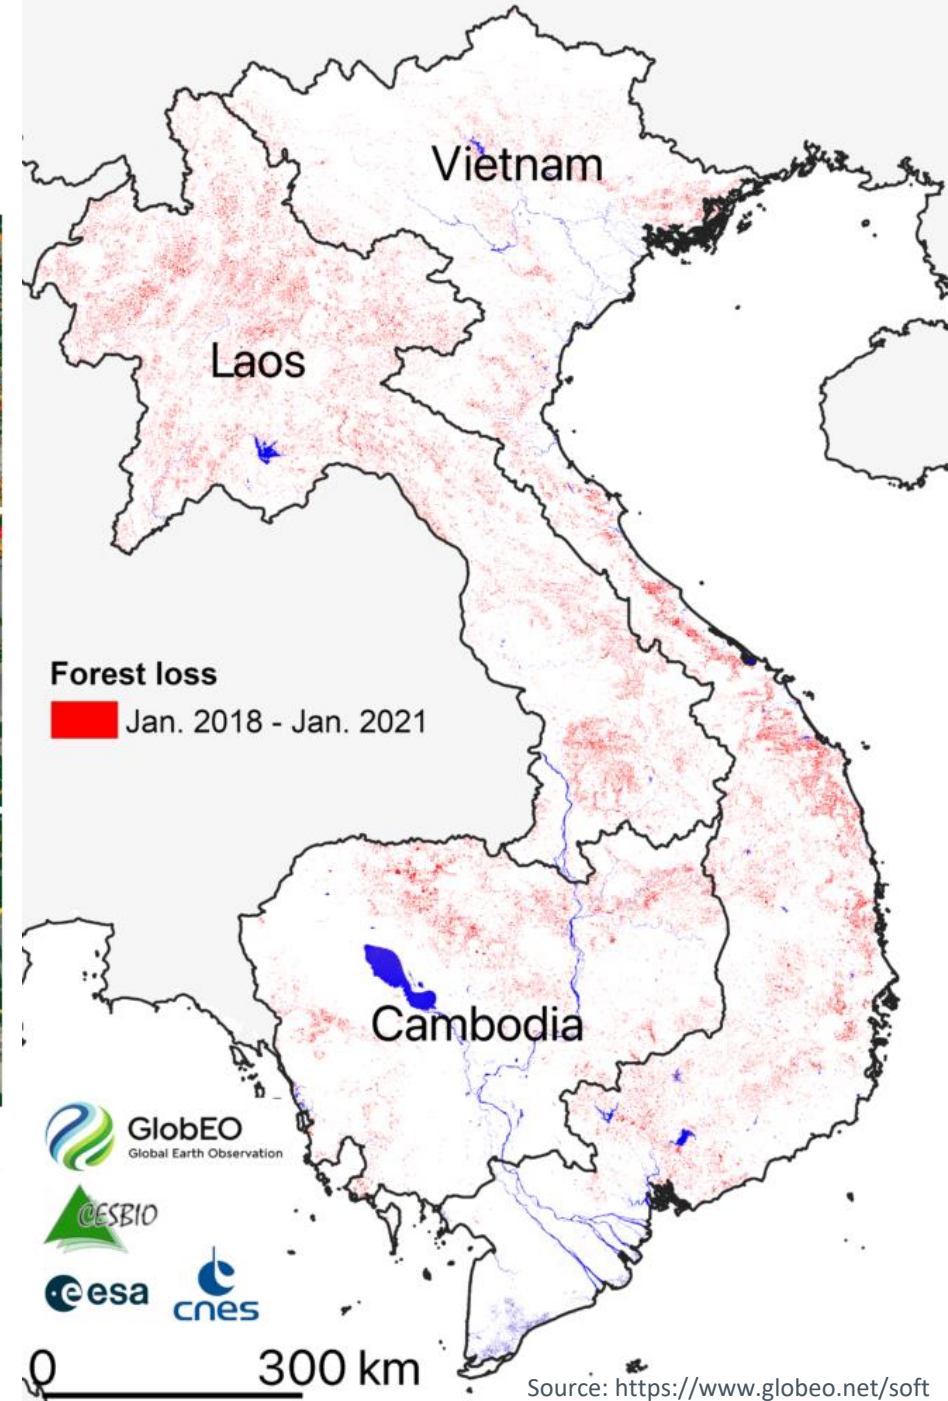 Vietnam
Laos
Forest loss
Jan. 2018 - Jan. 2021
Cambodia
GlobEO
Global Earth Observation
CESBIO
esa
cnes
0 300 km
Source: https://www.globeo.net/soft